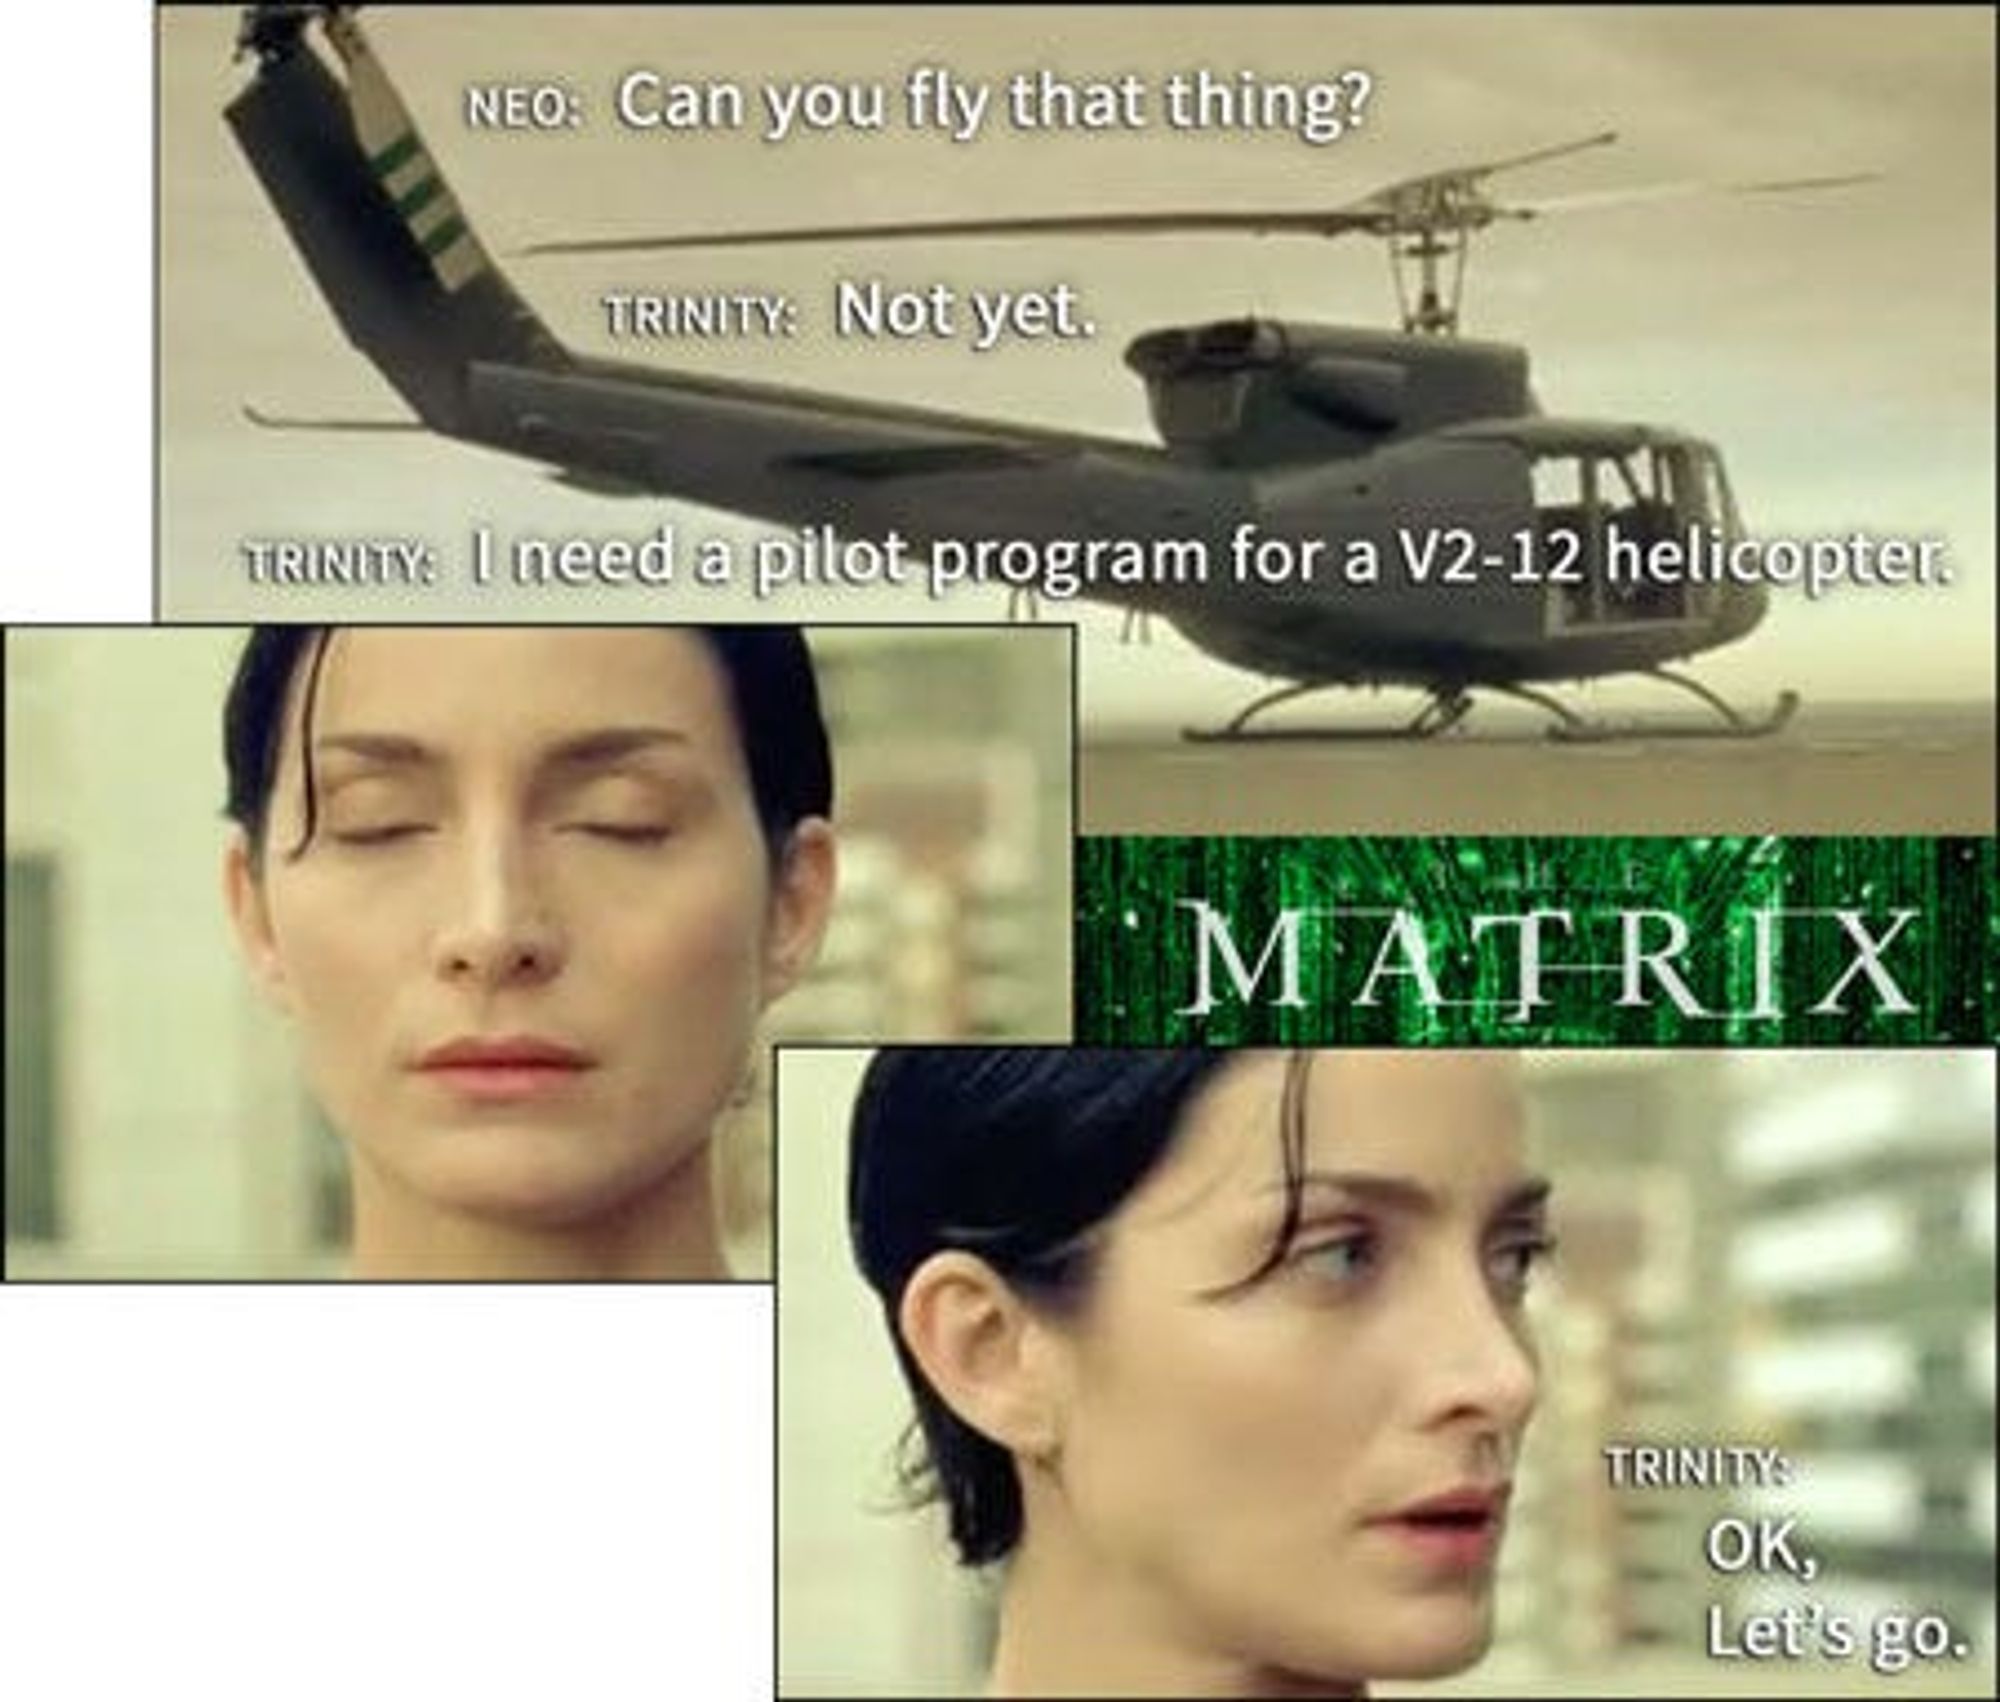 NEO: Can you fly that thing?
TRINITY: Not yet.
TRINITY: I need a pilot program for a V2-12 helicopter.
THE
MATRIX
TRINITY:
OK,
Let's go.